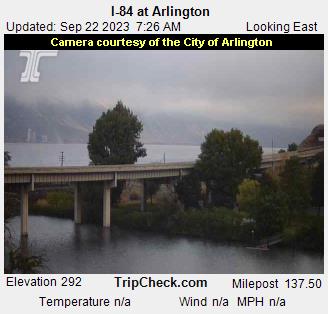 I-84 at Arlington
Updated: Sep 22 2023 7:26 AM Looking East
Camera courtesy of the City of Arlington
Elevation 292 TripCheck.com Milepost 137.50
Temperature n/a Wind n/a MPH n/a